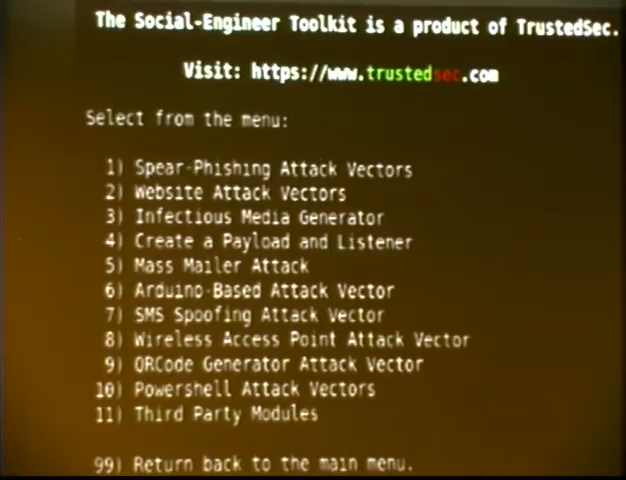 The Social-Engineer Toolkit is a product of TrustedSec.
Visit: https://www.trustedsec.com
Select from the menu:
1) Spear-Phishing Attack Vectors
2) Website Attack Vectors
3) Infectious Media Generator
4) Create a Payload and Listener
5) Mass Mailer Attack
6) Arduino-Based Attack Vector
7) SMS Spoofing Attack Vector
8) Wireless Access Point Attack Vector
9) QRCode Generator Attack Vector
10) Powershell Attack Vectors
11) Third Party Modules
99) Return back to the main menu.